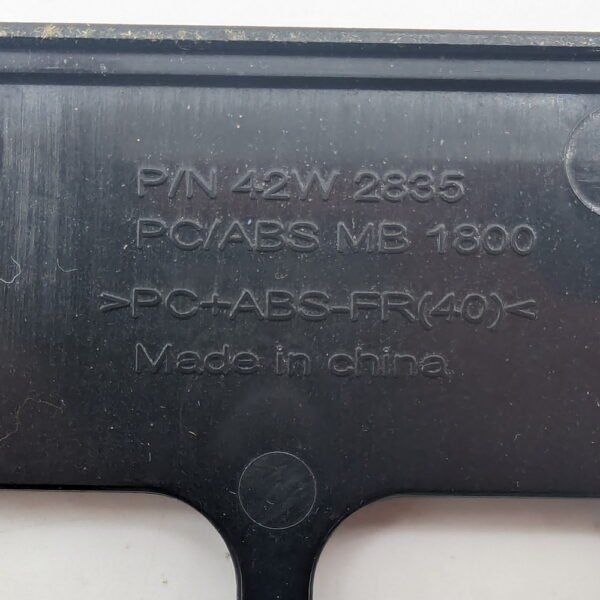 P/N 42W 2835
PC/ABS MB 1800
>PC+ABS-FR(40)<
Made in china